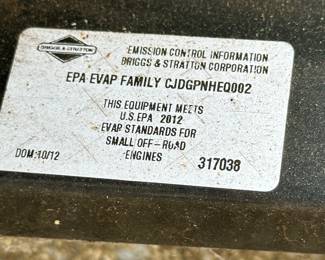 BRIGGS & STRATTON
EMISSION CONTROL INFORMATION
BRIGGS & STRATTON CORPORATION
EPA EVAP FAMILY CJDGPNHEQ002
THIS EQUIPMENT MEETS
U.S.EPA 2012
EVAP STANDARDS FOR
SMALL OFF-ROAD
ENGINES
DOM:10/12
317038